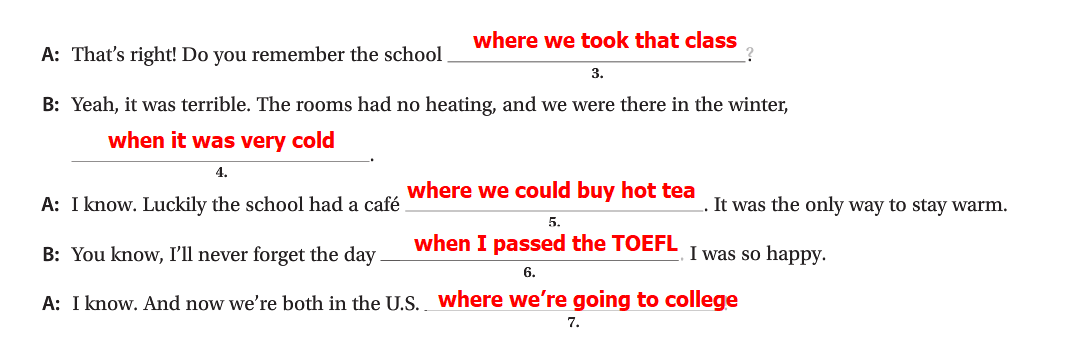 A: That's right! Do you remember the school where we took that class?
3.
B: Yeah, it was terrible. The rooms had no heating, and we were there in the winter,
when it was very cold.
4.
A: I know. Luckily the school had a café where we could buy hot tea. It was the only way to stay warm.
5.
B: You know, I'll never forget the day when I passed the TOEFL. I was so happy.
6.
A: I know. And now we're both in the U.S. where we're going to college
7.